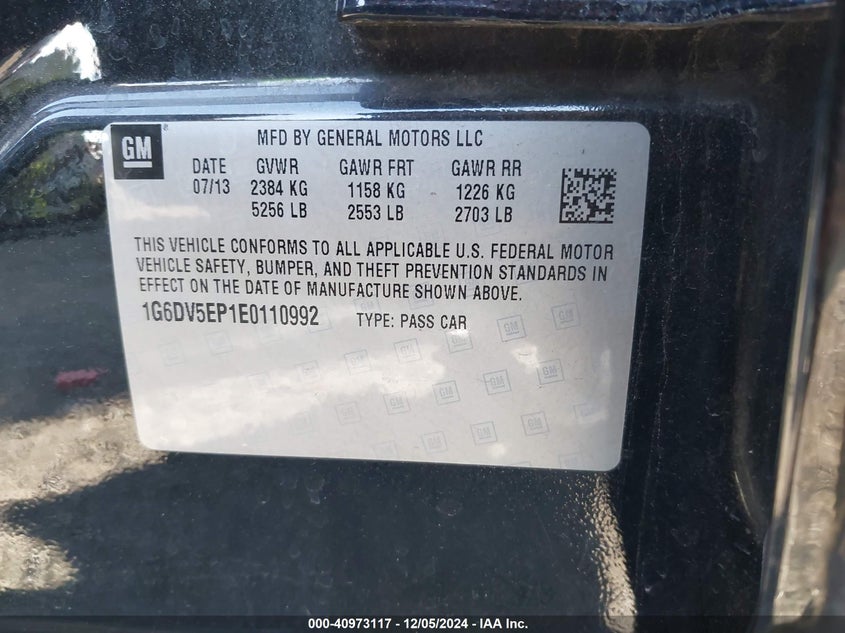 GM
MFD BY GENERAL MOTORS LLC
DATE GVWR GAWR FRT GAWR RR
07/13 2384 KG 1158 KG 1226 KG
5256 LB 2553 LB 2703 LB
THIS VEHICLE CONFORMS TO ALL APPLICABLE U.S. FEDERAL MOTOR
VEHICLE SAFETY, BUMPER, AND THEFT PREVENTION STANDARDS IN
EFFECT ON THE DATE OF MANUFACTURE SHOWN ABOVE.
1G6DV5EP1E0110992 TYPE: PASS CAR
000-40973117 - 12/05/2024 - IAA Inc.